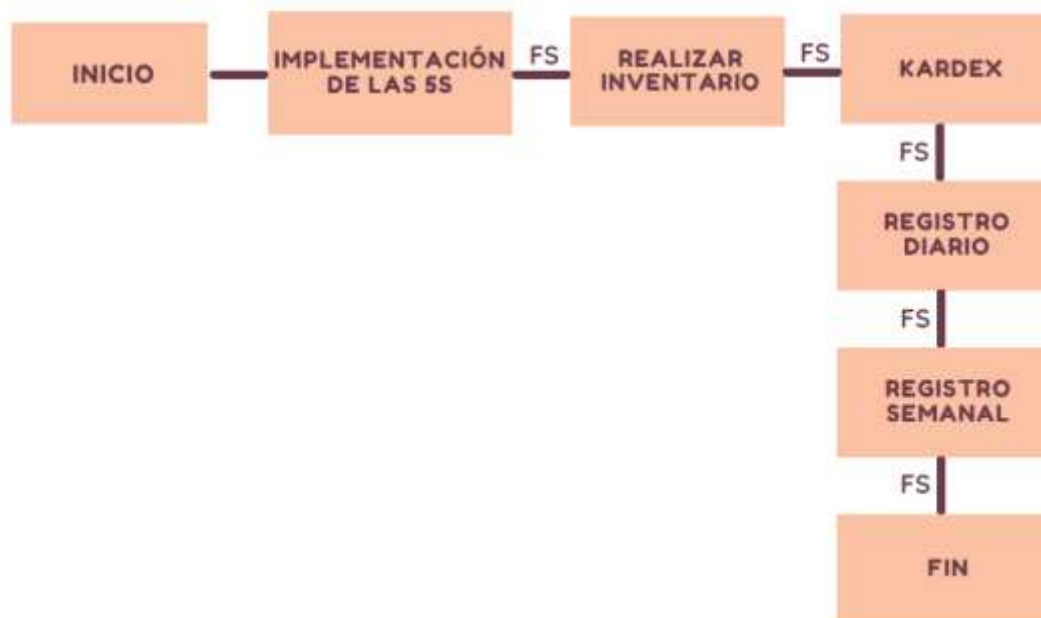 INICIO
IMPLEMENTACIÓN
DE LAS 5S
FS
REALIZAR
INVENTARIO
FS
KARDEX
FS
REGISTRO
DIARIO
FS
REGISTRO
SEMANAL
FS
FIN